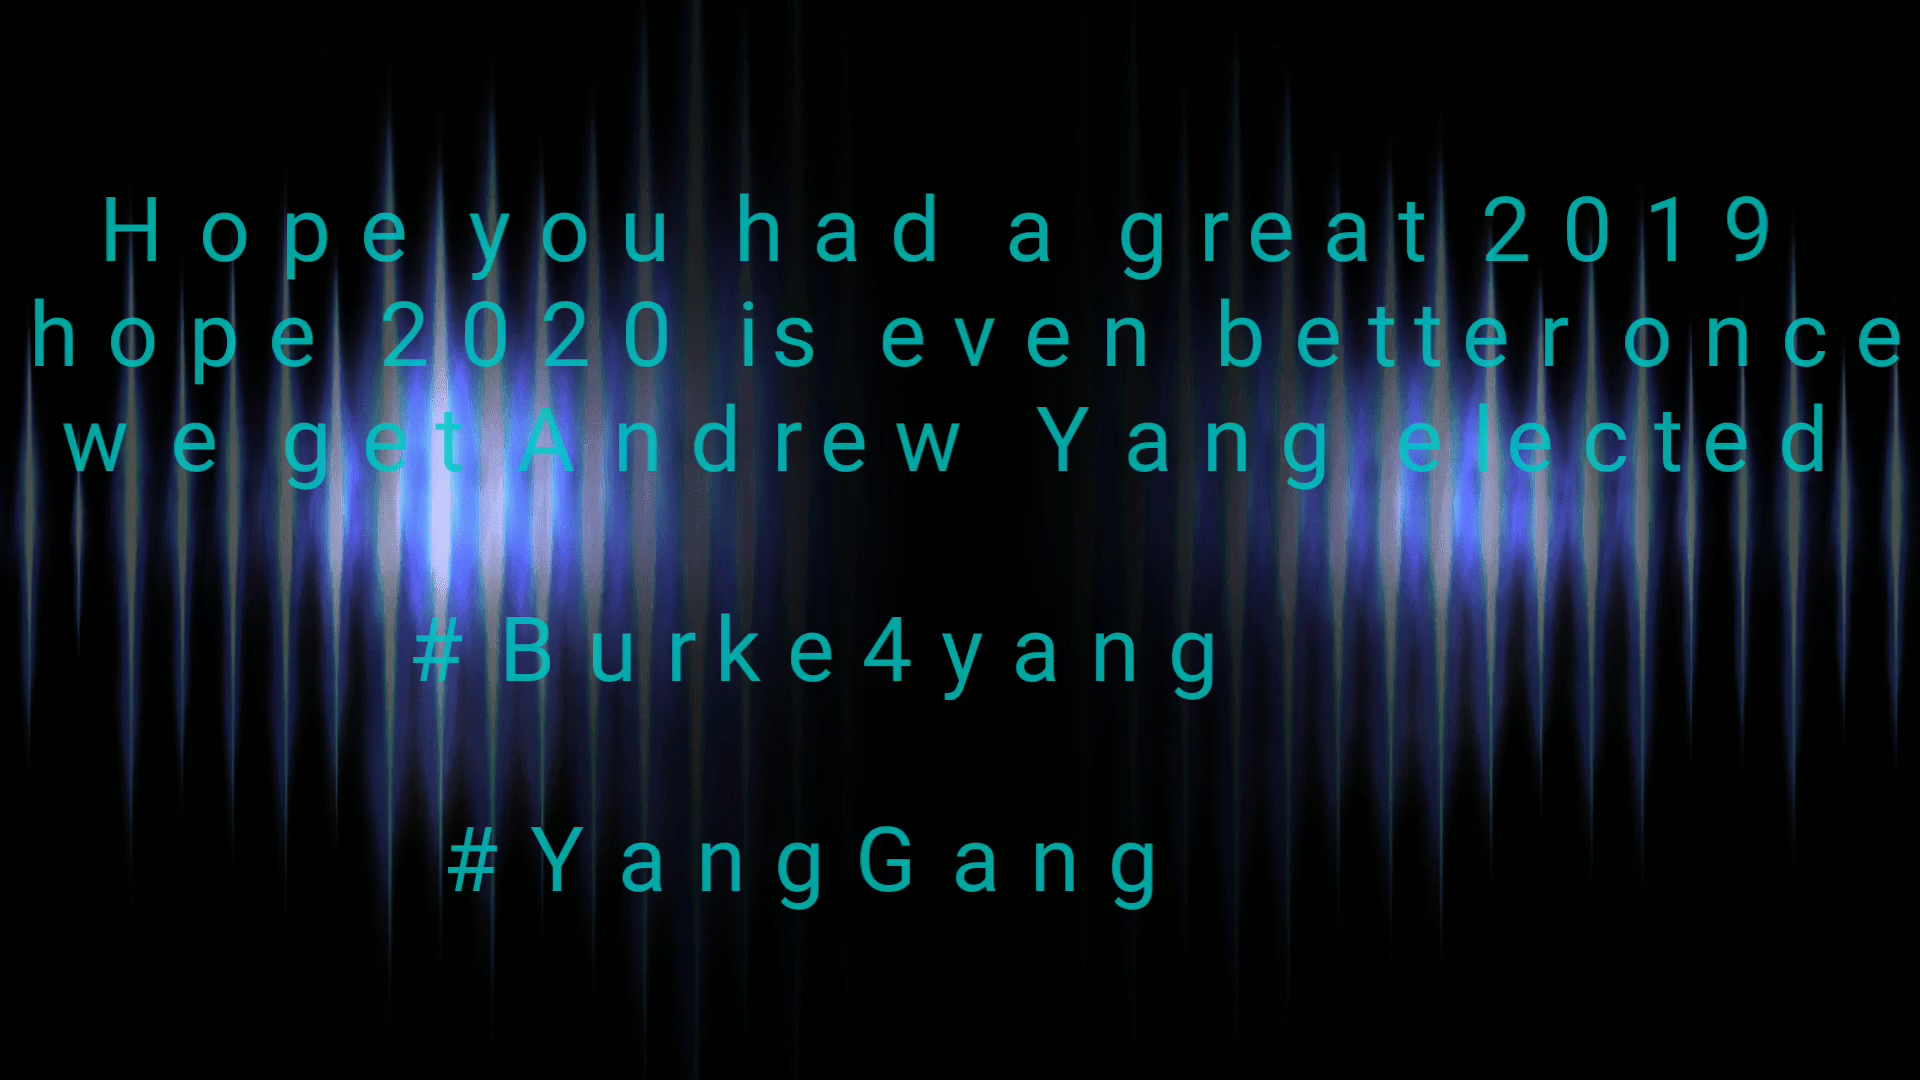 Hope you had a great 2019
hope 2020 is even better once
we get Andrew Yang elected
#Burke4yang
#YangGang